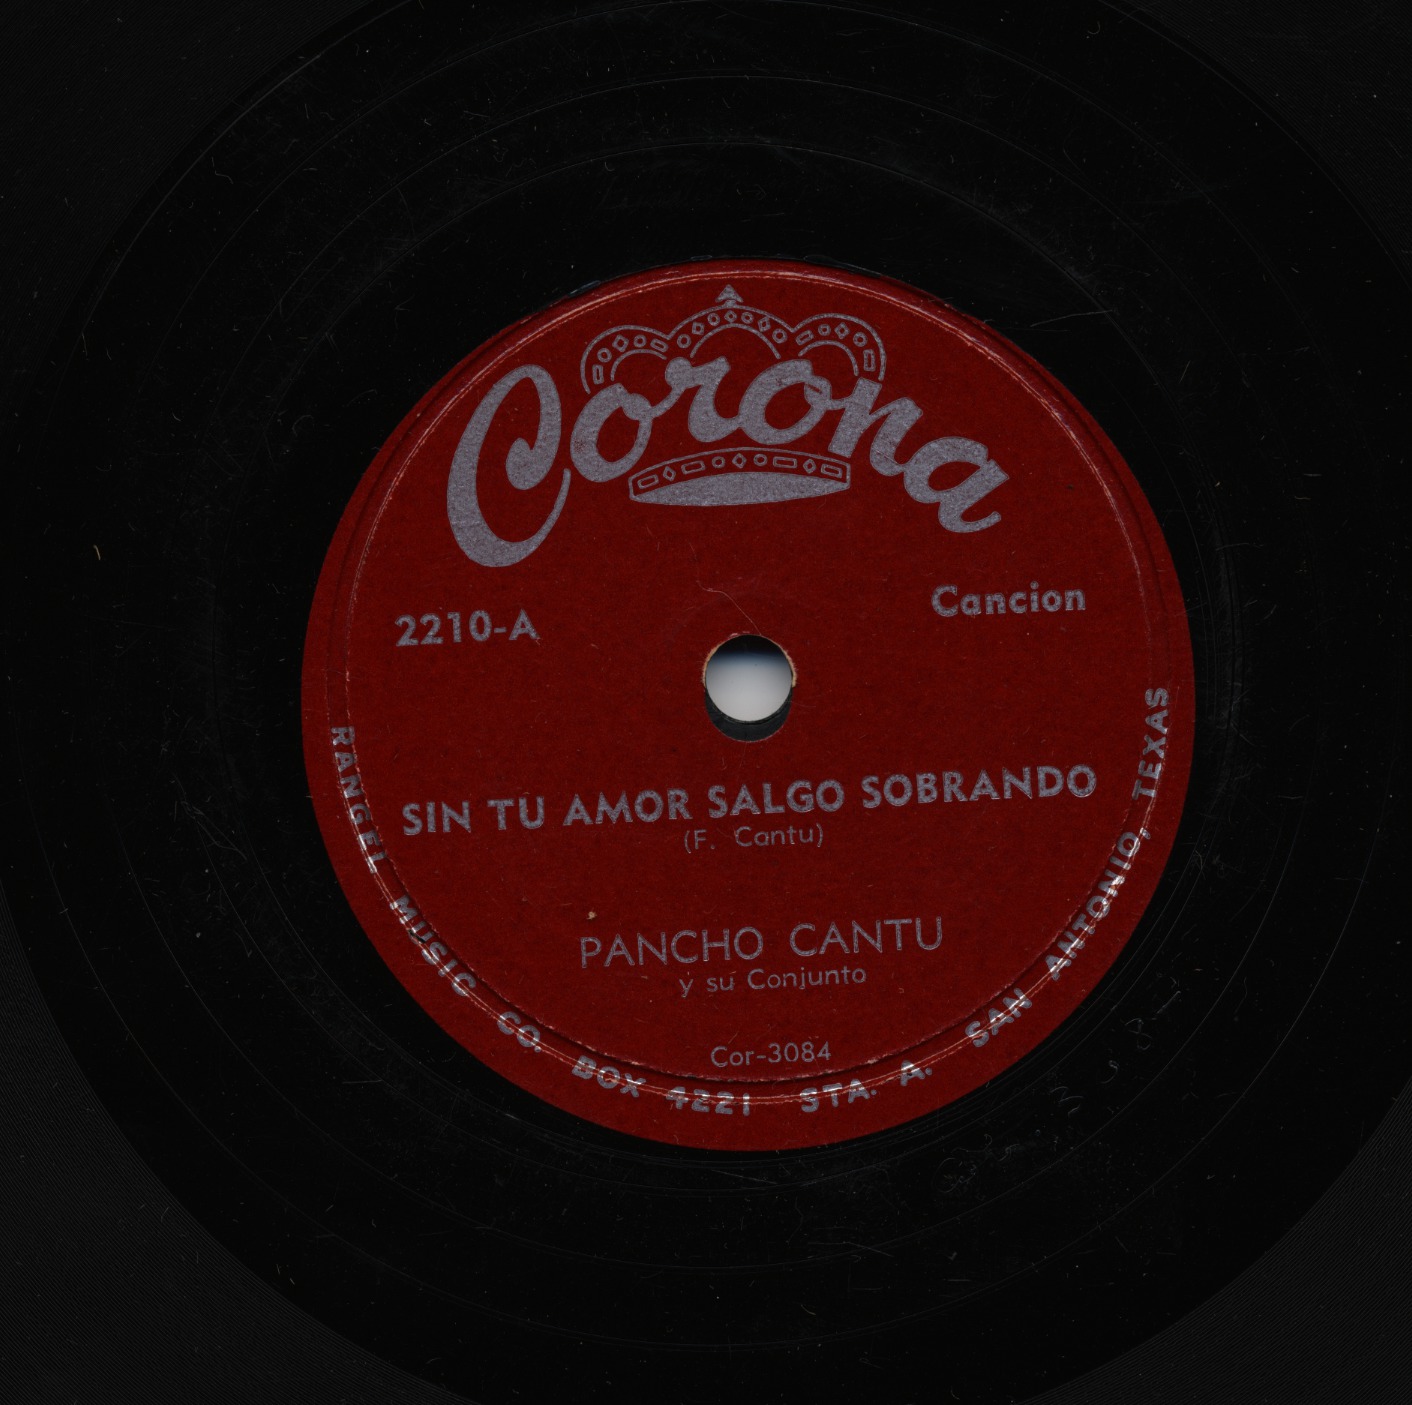 Corona
2210-A
Cancion
SIN TU AMOR SALGO SOBRANDO
(F. Cantu)
PANCHO CANTU
y su Conjunto
Cor-3084
RANGEL MUSIC CO. BOX 4221 STA. A. SAN ANTONIO, TEXAS